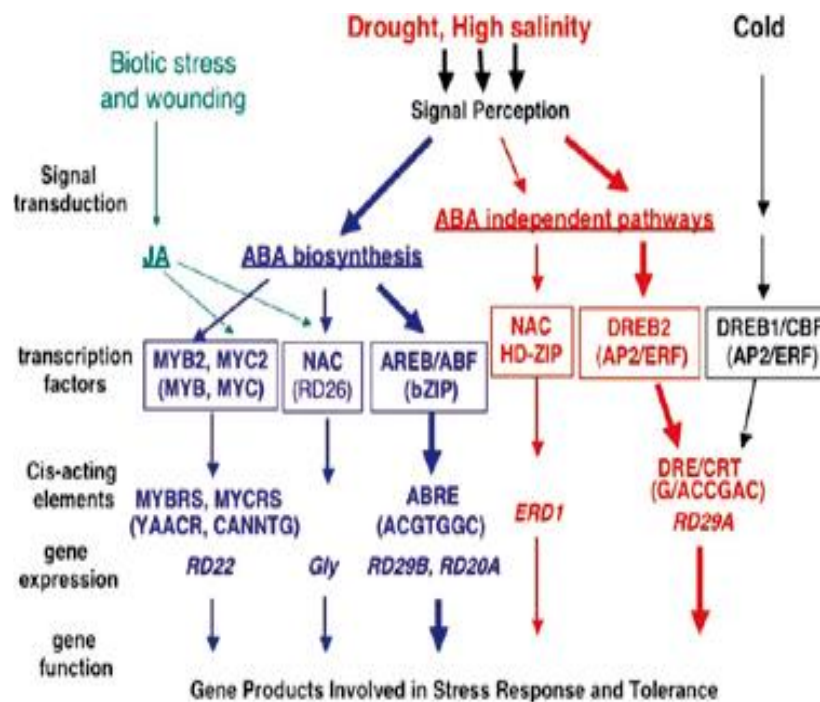 Drought, High salinity
Cold
Biotic stress
and wounding
Signal Perception
Signal
transduction
ABA independent pathways
JA
ABA biosynthesis
transcription
factors
MYB2, MYC2
(MYB, MYC)
NAC
(RD26)
AREB/ABF
(bZIP)
NAC
HD-ZIP
DREB2
(AP2/ERF)
DREB1/CBF
(AP2/ERF)
Cis-acting
elements
MYBRS, MYCRS
(YAACR, CANNTG)
ABRE
(ACGTGGC)
ERD1
DRE/CRT
(G/ACCGAC)
RD29A
gene
expression
RD22
Gly
RD29B, RD20A
gene
function
Gene Products Involved in Stress Response and Tolerance